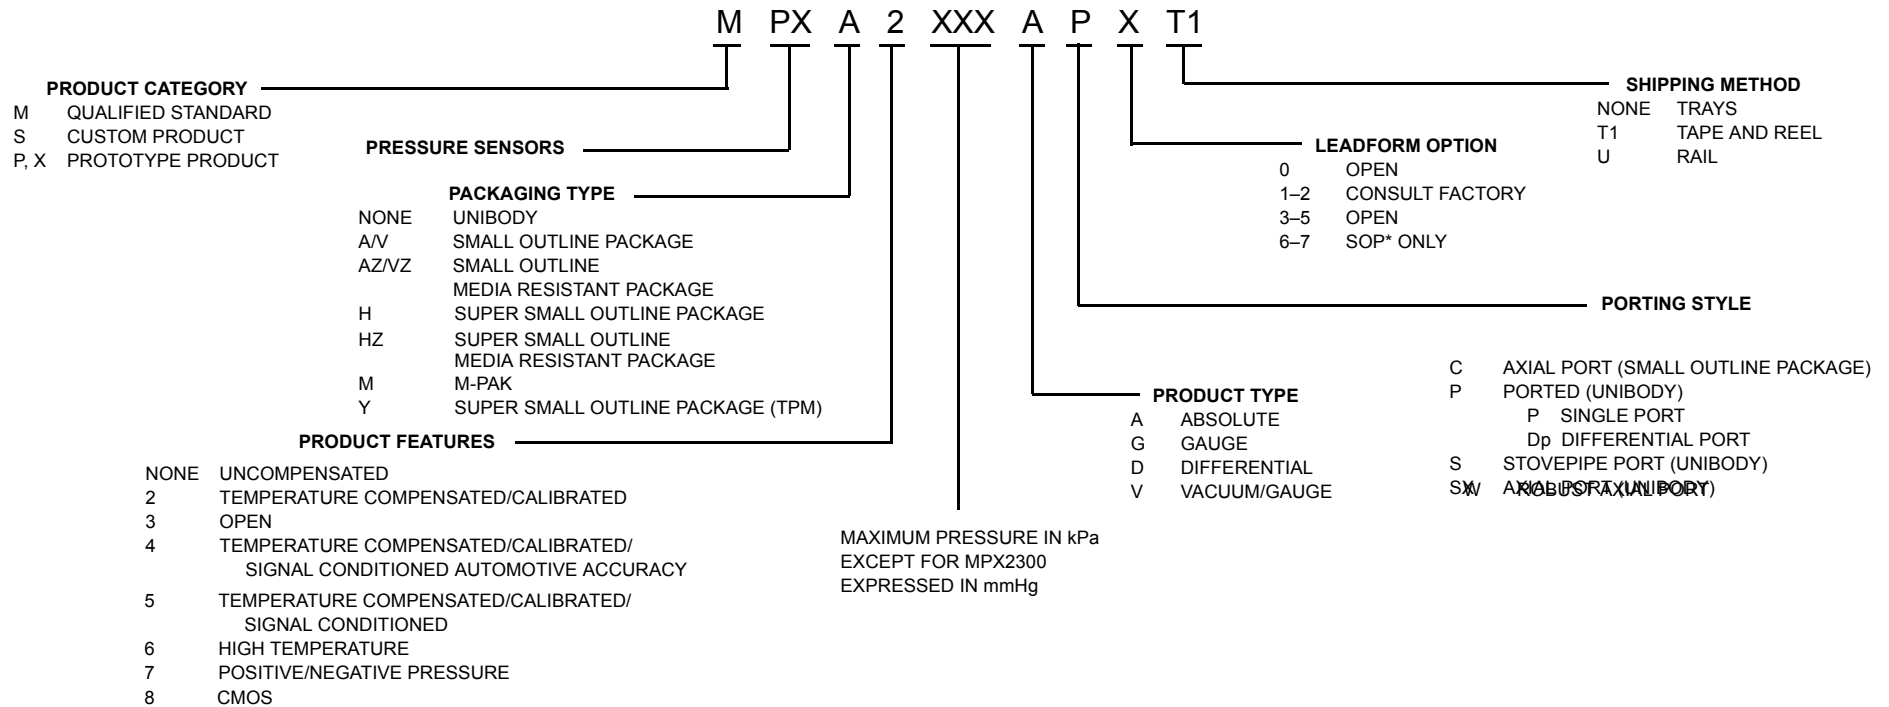 M PX A 2 XXX A P X T1
PRODUCT CATEGORY
M QUALIFIED STANDARD
S CUSTOM PRODUCT
P, X PROTOTYPE PRODUCT
PRESSURE SENSORS
PACKAGING TYPE
NONE UNIBODY
A/V SMALL OUTLINE PACKAGE
AZ/VZ SMALL OUTLINE
MEDIA RESISTANT PACKAGE
H SUPER SMALL OUTLINE PACKAGE
HZ SUPER SMALL OUTLINE
MEDIA RESISTANT PACKAGE
M M-PAK
Y SUPER SMALL OUTLINE PACKAGE (TPM)
PRODUCT FEATURES
NONE UNCOMPENSATED
2 TEMPERATURE COMPENSATED/CALIBRATED
3 OPEN
4 TEMPERATURE COMPENSATED/CALIBRATED/
SIGNAL CONDITIONED AUTOMOTIVE ACCURACY
5 TEMPERATURE COMPENSATED/CALIBRATED/
SIGNAL CONDITIONED
6 HIGH TEMPERATURE
7 POSITIVE/NEGATIVE PRESSURE
8 CMOS
MAXIMUM PRESSURE IN kPa
EXCEPT FOR MPX2300
EXPRESSED IN mmHg
PRODUCT TYPE
A ABSOLUTE
G GAUGE
D DIFFERENTIAL
V VACUUM/GAUGE
PORTING STYLE
C AXIAL PORT (SMALL OUTLINE PACKAGE)
P PORTED (UNIBODY)
P SINGLE PORT
Dp DIFFERENTIAL PORT
S STOVEPIPE PORT (UNIBODY)
SX AXIAL PORT (UNIBODY)
W ROBUST AXIAL PORT
LEADFORM OPTION
0 OPEN
1–2 CONSULT FACTORY
3–5 OPEN
6–7 SOP* ONLY
SHIPPING METHOD
NONE TRAYS
T1 TAPE AND REEL
U RAIL